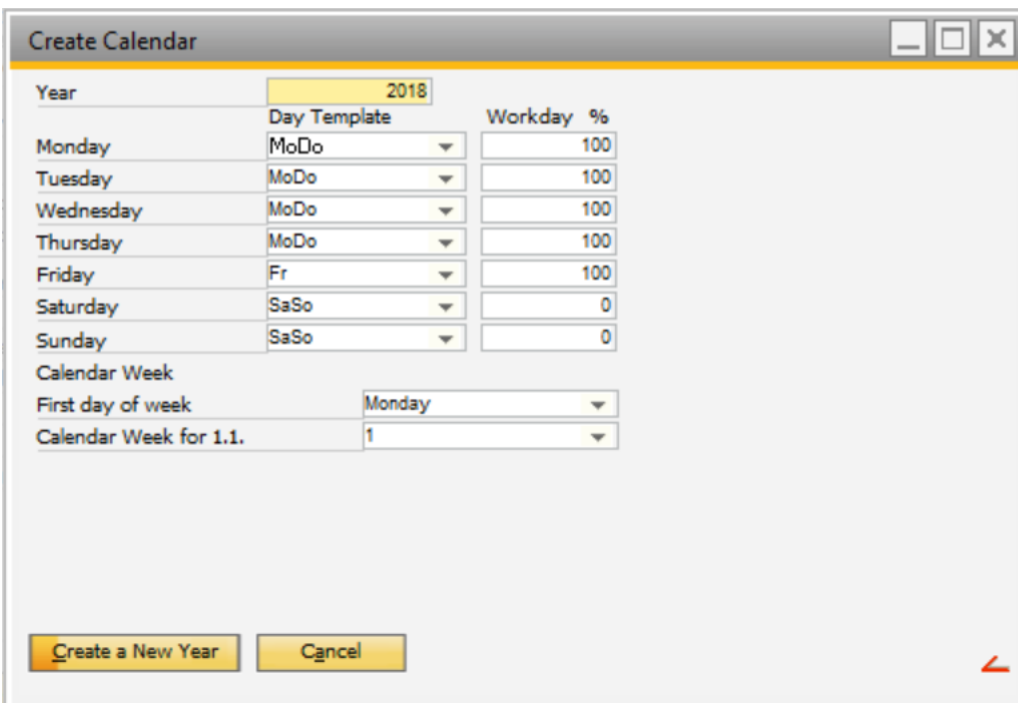 Create Calendar
Year 2018
Day Template Workday %
Monday MoDo 100
Tuesday MoDo 100
Wednesday MoDo 100
Thursday MoDo 100
Friday Fr 100
Saturday SaSo 0
Sunday SaSo 0
Calendar Week
First day of week Monday
Calendar Week for 1.1. 1
Create a New Year Cancel